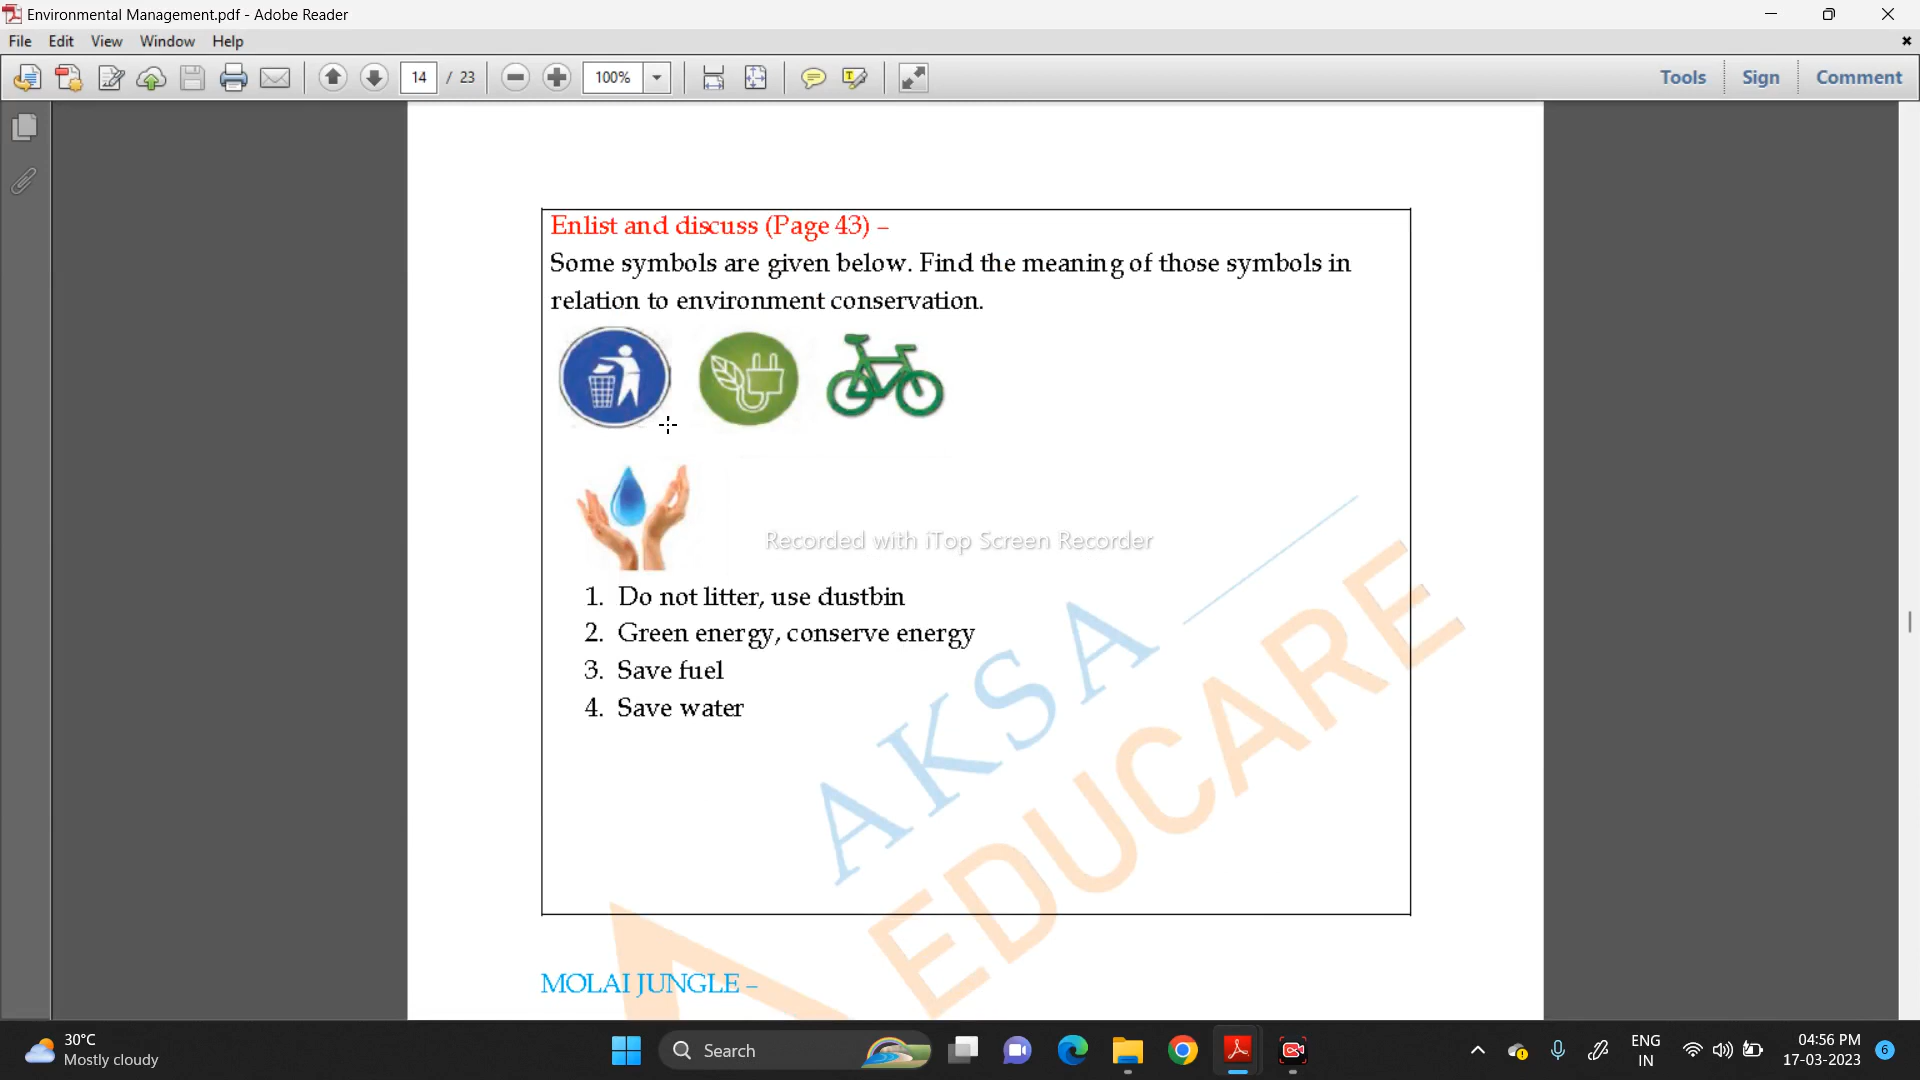 Environmental Management.pdf - Adobe Reader
File Edit View Window Help
14 / 23 100% Tools Sign Comment
Enlist and discuss (Page 43) –
Some symbols are given below. Find the meaning of those symbols in
relation to environment conservation.
Recorded with iTop Screen Recorder
1. Do not litter, use dustbin
2. Green energy, conserve energy
3. Save fuel
4. Save water
AKSA
EDUCARE
MOLAI JUNGLE –
30°C
Mostly cloudy
Search
ENG
IN
04:56 PM
17-03-2023
6